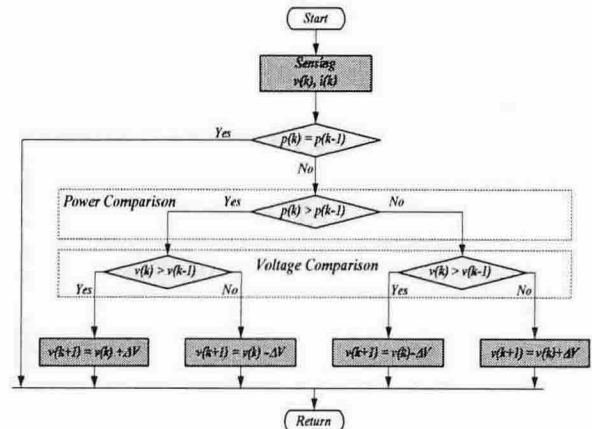 Start
Sensing
v(k), i(k)
Yes
p(k) = p(k-1)
No
Power Comparison
Yes
p(k) > p(k-1)
No
v(k) > v(k-1)
Voltage Comparison
v(k) > v(k-1)
Yes
No
Yes
No
v(k+1) = v(k) +ΔV
v(k+1) = v(k) -ΔV
v(k+1) = v(k)-ΔV
v(k+1) = v(k)+ΔV
Return